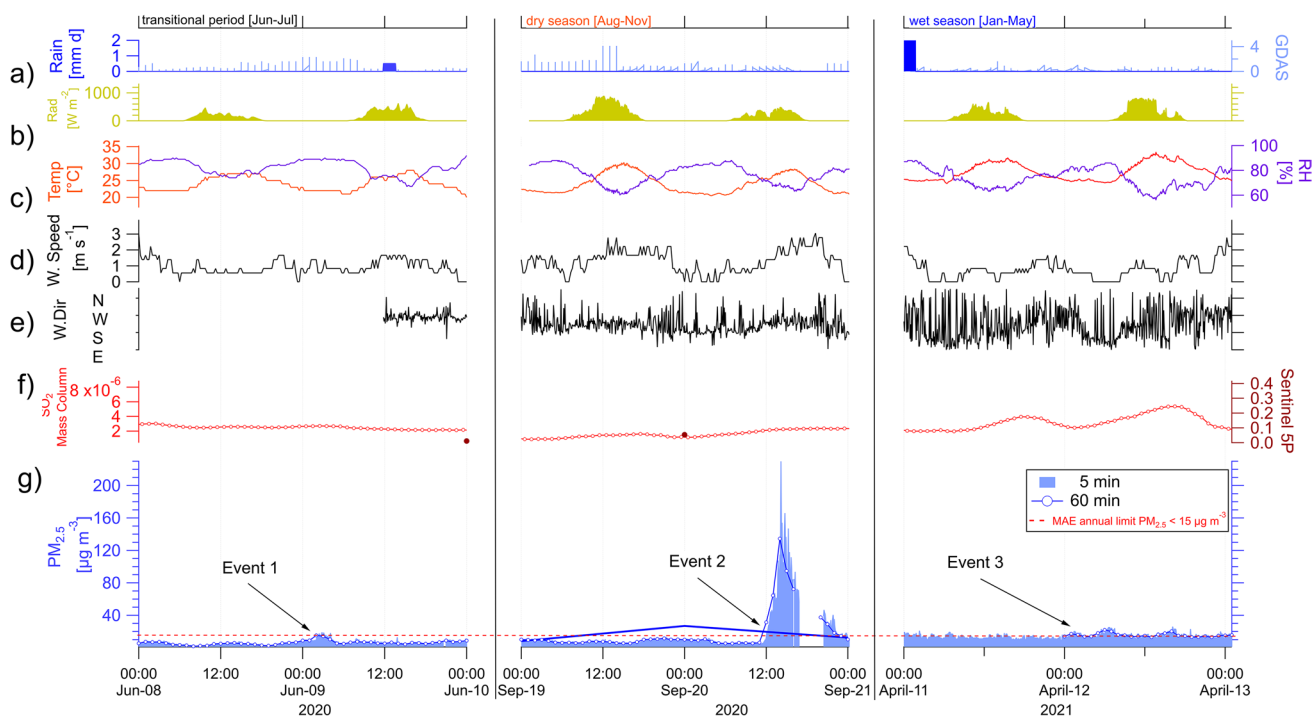 transitional period [Jun-Jul]
dry season [Aug-Nov]
wet season [Jan-May]
a)
Rain
[mm d]
2
1
0
4
2
0
GDAS
Rad
[W m⁻²]
1000
0
b)
c)
Temp
[°C]
35
30
25
20
100
80
60
RH
[%]
d)
W. Speed
[m s⁻¹]
3
2
1
0
e)
W.Dir
N
W
S
E
f)
SO₂
Mass Column
8 x10⁻⁶
6
4
2
0.4
0.3
0.2
0.1
0.0
Sentinel 5P
g)
PM₂.₅
[µg m⁻³]
200
160
120
80
40
Event 1
Event 2
Event 3
5 min
60 min
MAE annual limit PM₂.₅ < 15 µg m⁻³
00:00
Jun-08
12:00
00:00
Jun-09
12:00
00:00
Jun-10
2020
00:00
Sep-19
12:00
00:00
Sep-20
12:00
00:00
Sep-21
2020
00:00
April-11
00:00
April-12
00:00
April-13
2021